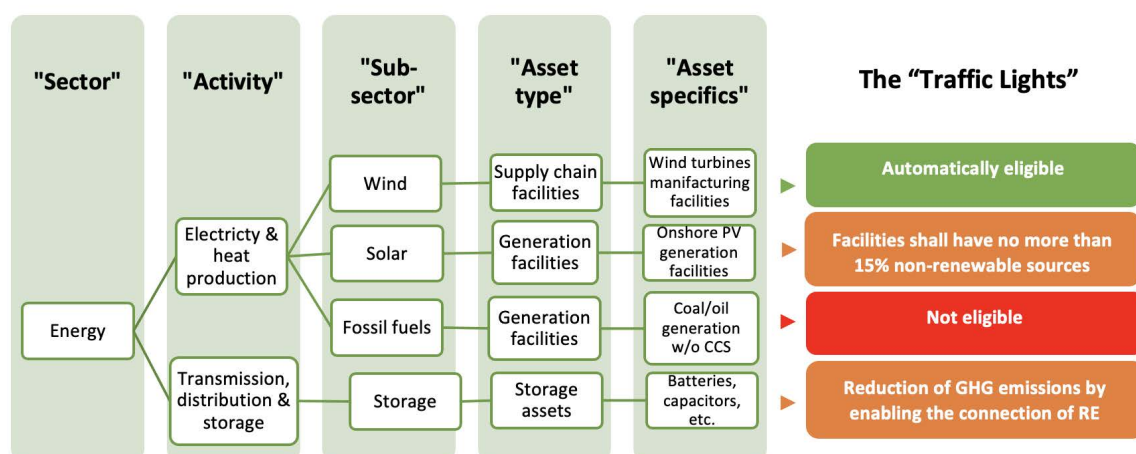 "Sector"
"Activity"
"Sub-
sector"
"Asset
type"
"Asset
specifics"
The “Traffic Lights”
Energy
Electricty &
heat
production
Transmission,
distribution &
storage
Wind
Supply chain
facilities
Wind turbines
manifacturing
facilities
Automatically eligible
Solar
Generation
facilities
Onshore PV
generation
facilities
Facilities shall have no more than
15% non-renewable sources
Fossil fuels
Generation
facilities
Coal/oil
generation
w/o CCS
Not eligible
Storage
Storage
assets
Batteries,
capacitors,
etc.
Reduction of GHG emissions by
enabling the connection of RE